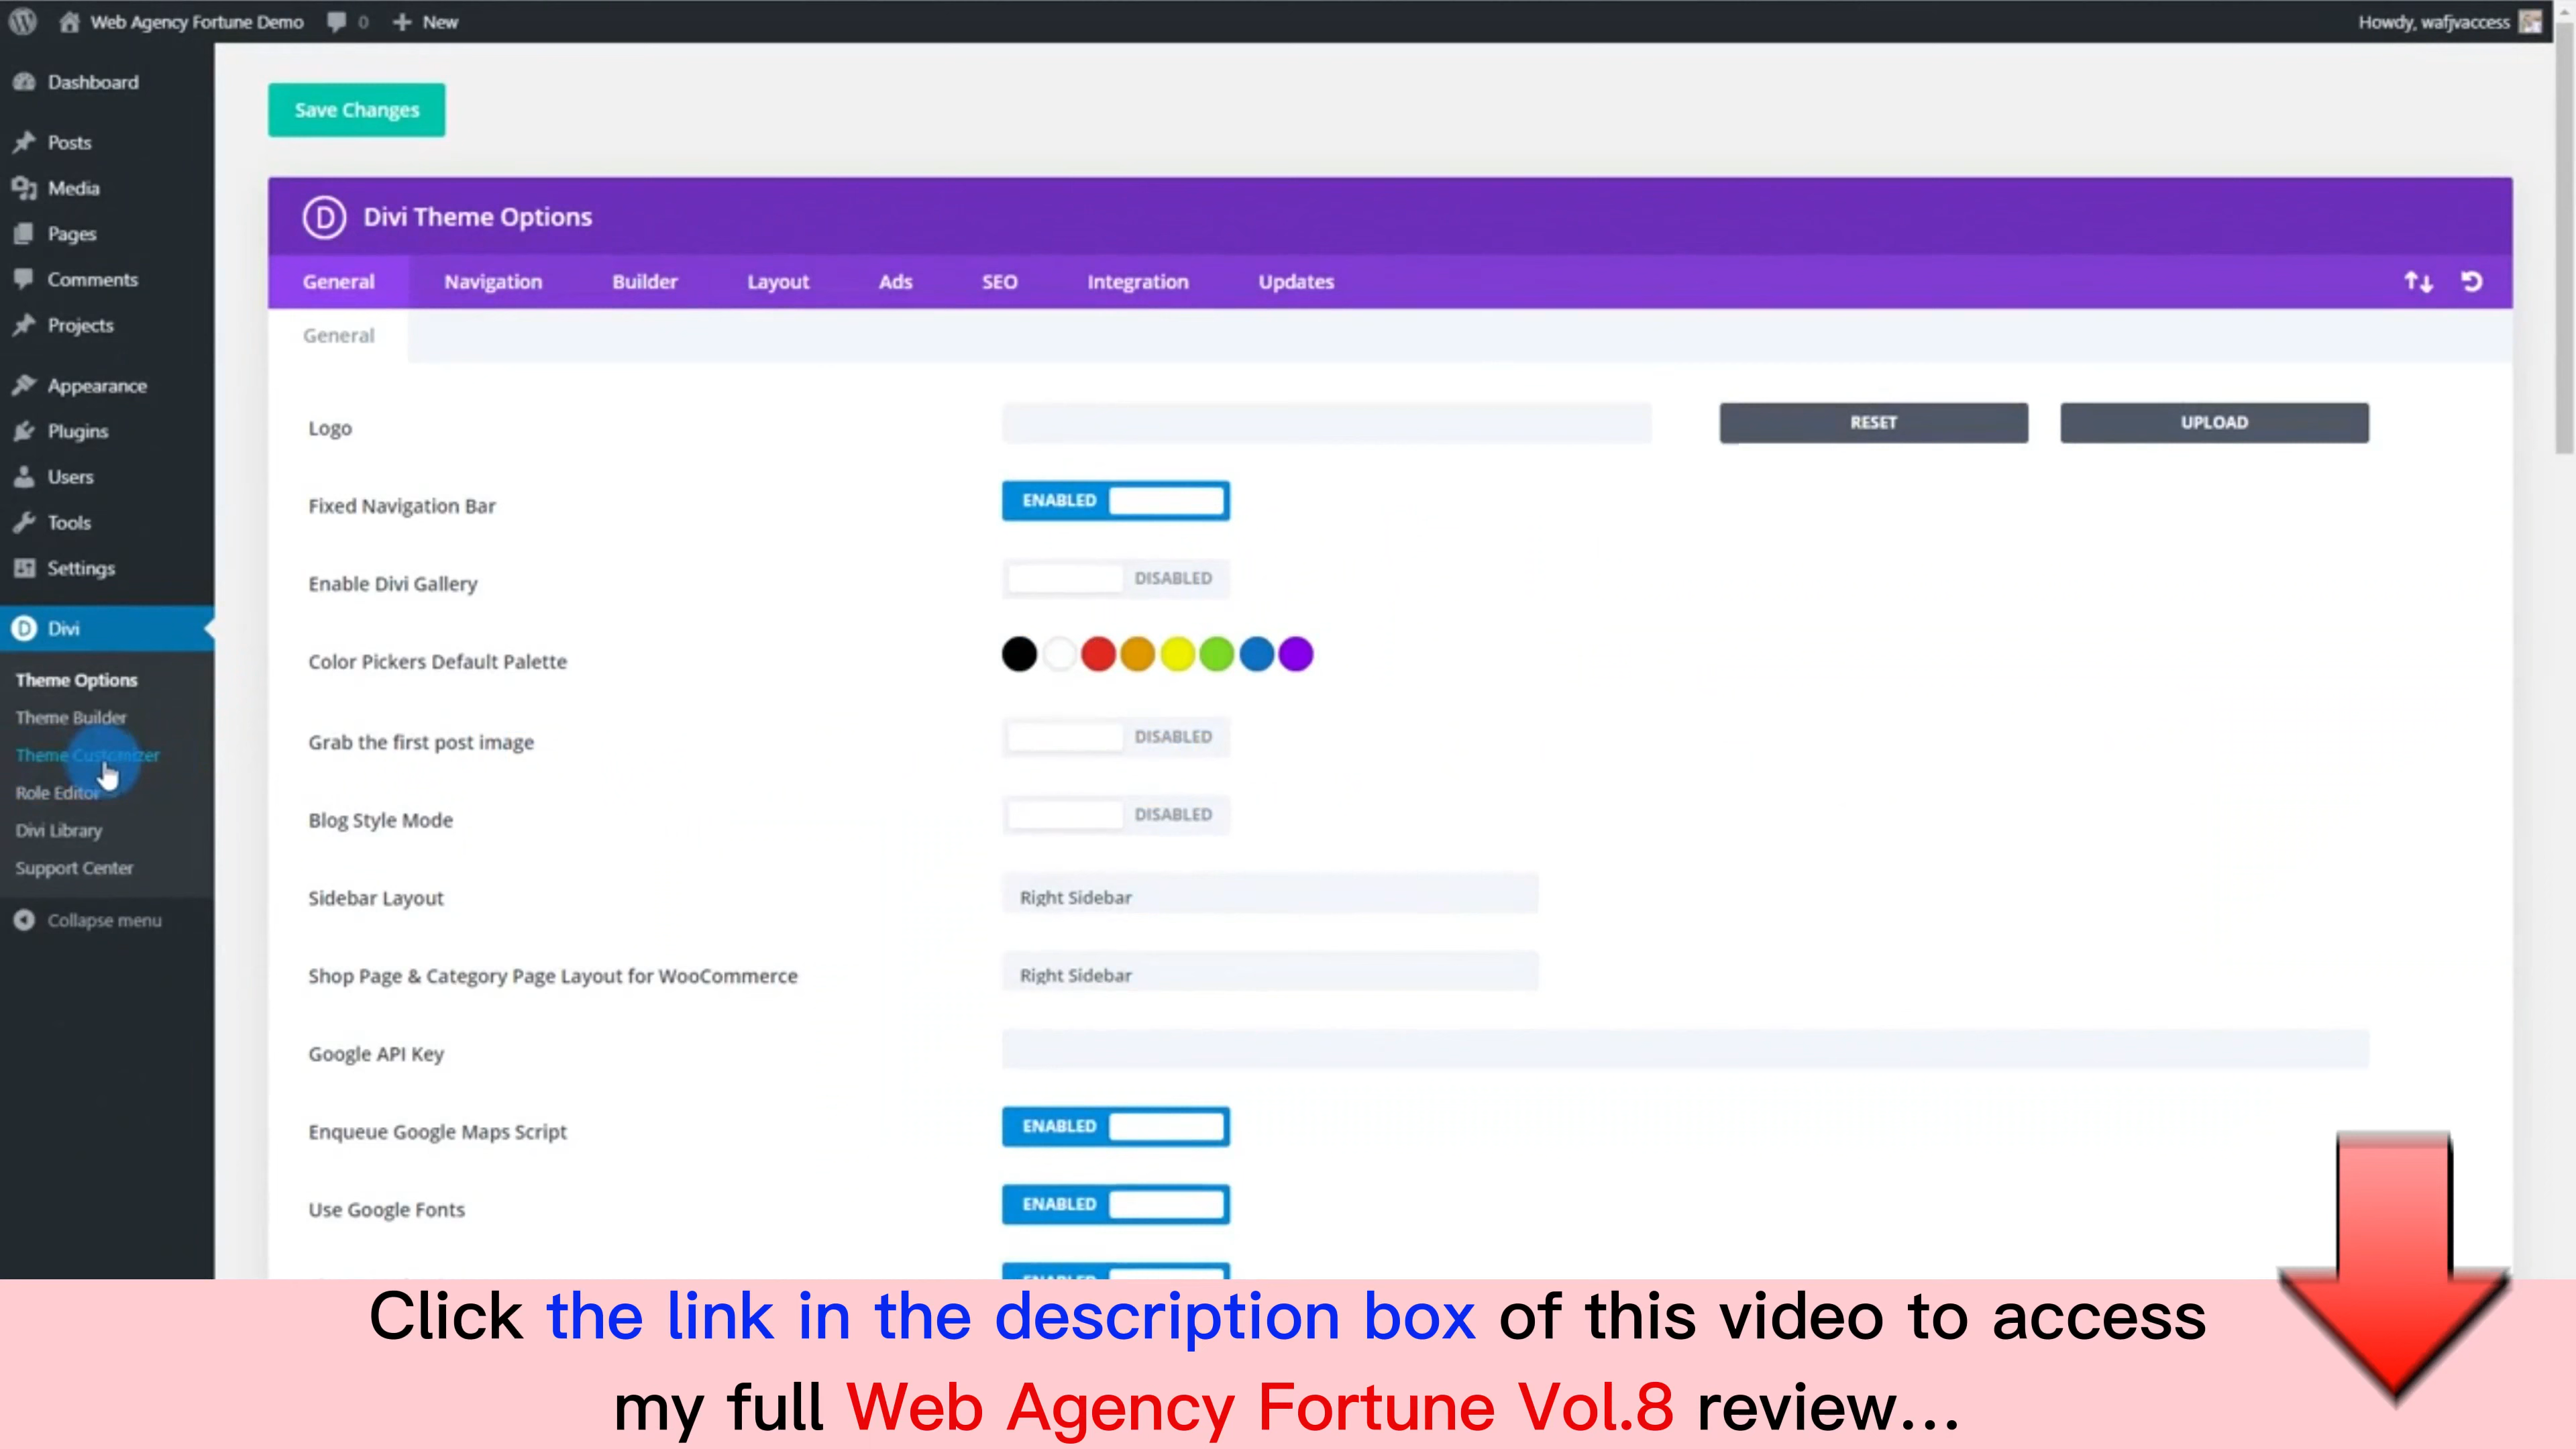 Web Agency Fortune Demo 0 New Howdy, wafjvaccess
Dashboard
Posts
Media
Pages
Comments
Projects
Appearance
Plugins
Users
Tools
Settings
Divi
Theme Options
Theme Builder
Theme Customizer
Role Editor
Divi Library
Support Center
Collapse menu
Save Changes
Divi Theme Options
General Navigation Builder Layout Ads SEO Integration Updates
General
Logo RESET UPLOAD
Fixed Navigation Bar ENABLED
Enable Divi Gallery DISABLED
Color Pickers Default Palette
Grab the first post image DISABLED
Blog Style Mode DISABLED
Sidebar Layout Right Sidebar
Shop Page & Category Page Layout for WooCommerce Right Sidebar
Google API Key
Enqueue Google Maps Script ENABLED
Use Google Fonts ENABLED
Click the link in the description box of this video to access
my full Web Agency Fortune Vol.8 review...